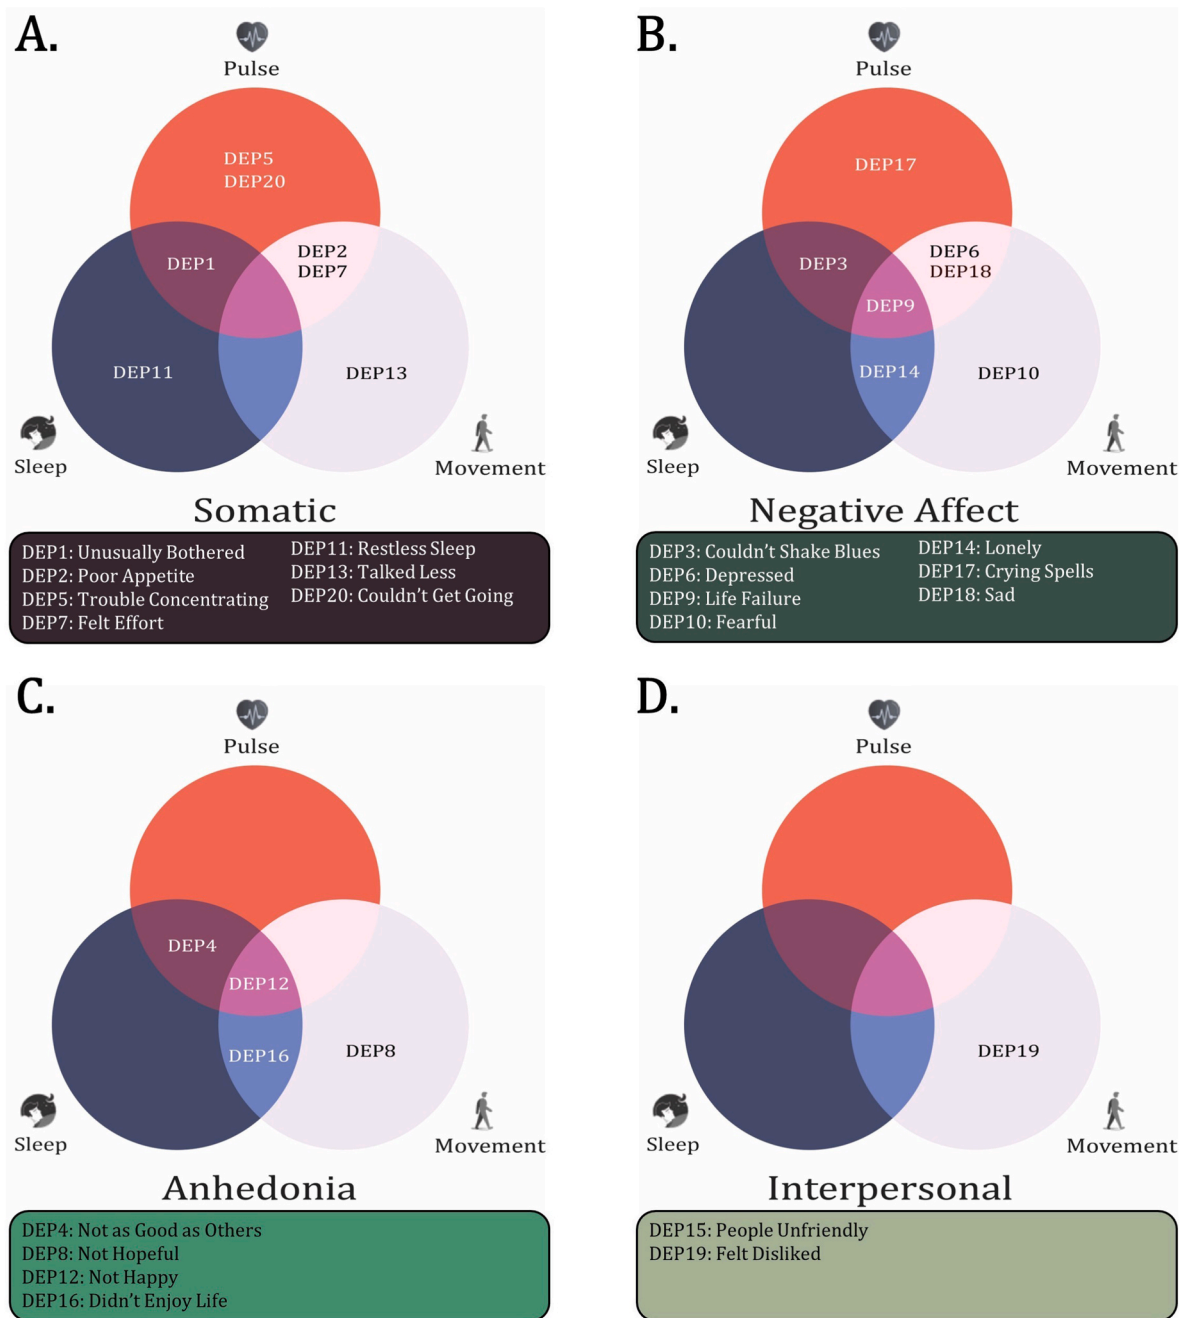 A.
Pulse
DEP5
DEP20
DEP1
DEP2
DEP7
DEP11
DEP13
Sleep
Movement
Somatic
DEP1: Unusually Bothered
DEP2: Poor Appetite
DEP5: Trouble Concentrating
DEP7: Felt Effort
DEP11: Restless Sleep
DEP13: Talked Less
DEP20: Couldn't Get Going
B.
Pulse
DEP17
DEP3
DEP6
DEP18
DEP9
DEP14
DEP10
Sleep
Movement
Negative Affect
DEP3: Couldn't Shake Blues
DEP6: Depressed
DEP9: Life Failure
DEP10: Fearful
DEP14: Lonely
DEP17: Crying Spells
DEP18: Sad
C.
Pulse
DEP4
DEP12
DEP16
DEP8
Sleep
Movement
Anhedonia
DEP4: Not as Good as Others
DEP8: Not Hopeful
DEP12: Not Happy
DEP16: Didn't Enjoy Life
D.
Pulse
DEP19
Sleep
Movement
Interpersonal
DEP15: People Unfriendly
DEP19: Felt Disliked